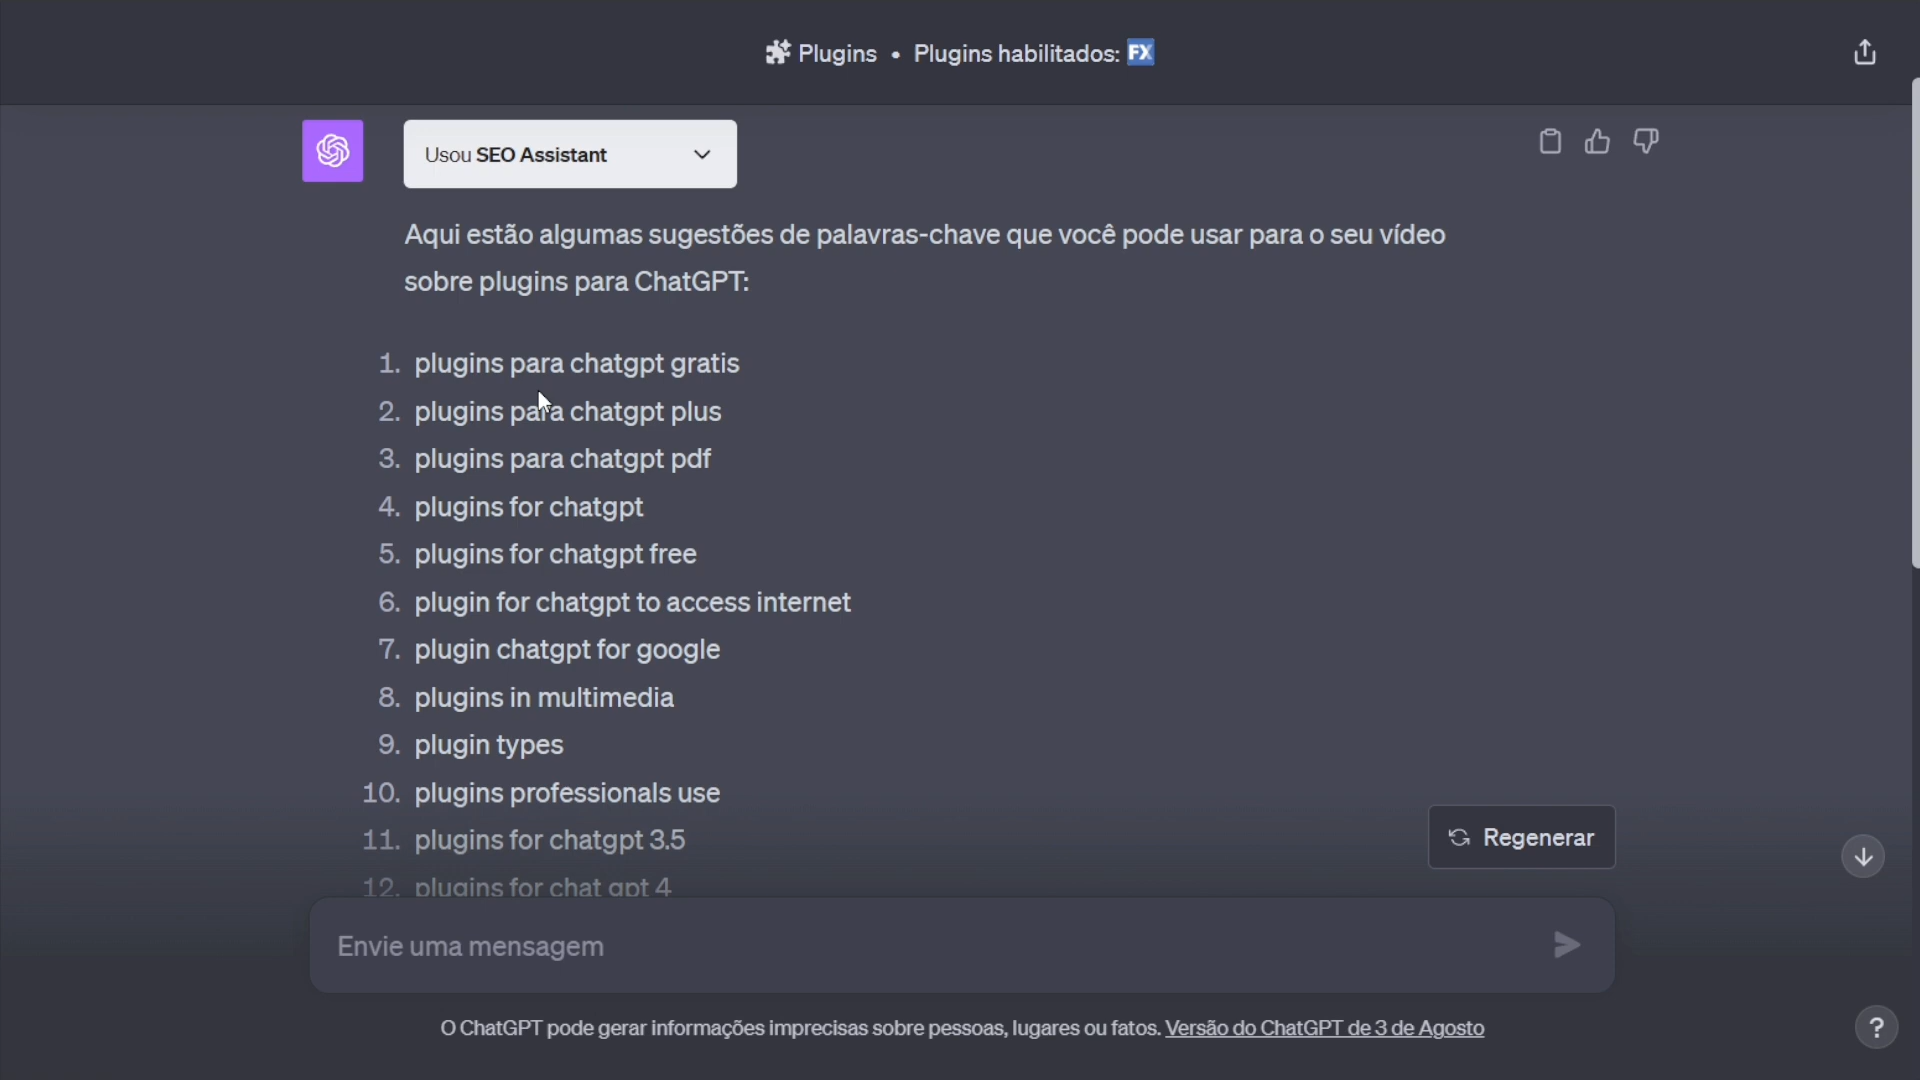 Plugins • Plugins habilitados: FX
Usou SEO Assistant
Aqui estão algumas sugestões de palavras-chave que você pode usar para o seu vídeo
sobre plugins para ChatGPT:
1. plugins para chatgpt gratis
2. plugins para chatgpt plus
3. plugins para chatgpt pdf
4. plugins for chatgpt
5. plugins for chatgpt free
6. plugin for chatgpt to access internet
7. plugin chatgpt for google
8. plugins in multimedia
9. plugin types
10. plugins professionals use
11. plugins for chatgpt 3.5
12. plugins for chat gpt 4
Regenerar
Envie uma mensagem
O ChatGPT pode gerar informações imprecisas sobre pessoas, lugares ou fatos. Versão do ChatGPT de 3 de Agosto
?